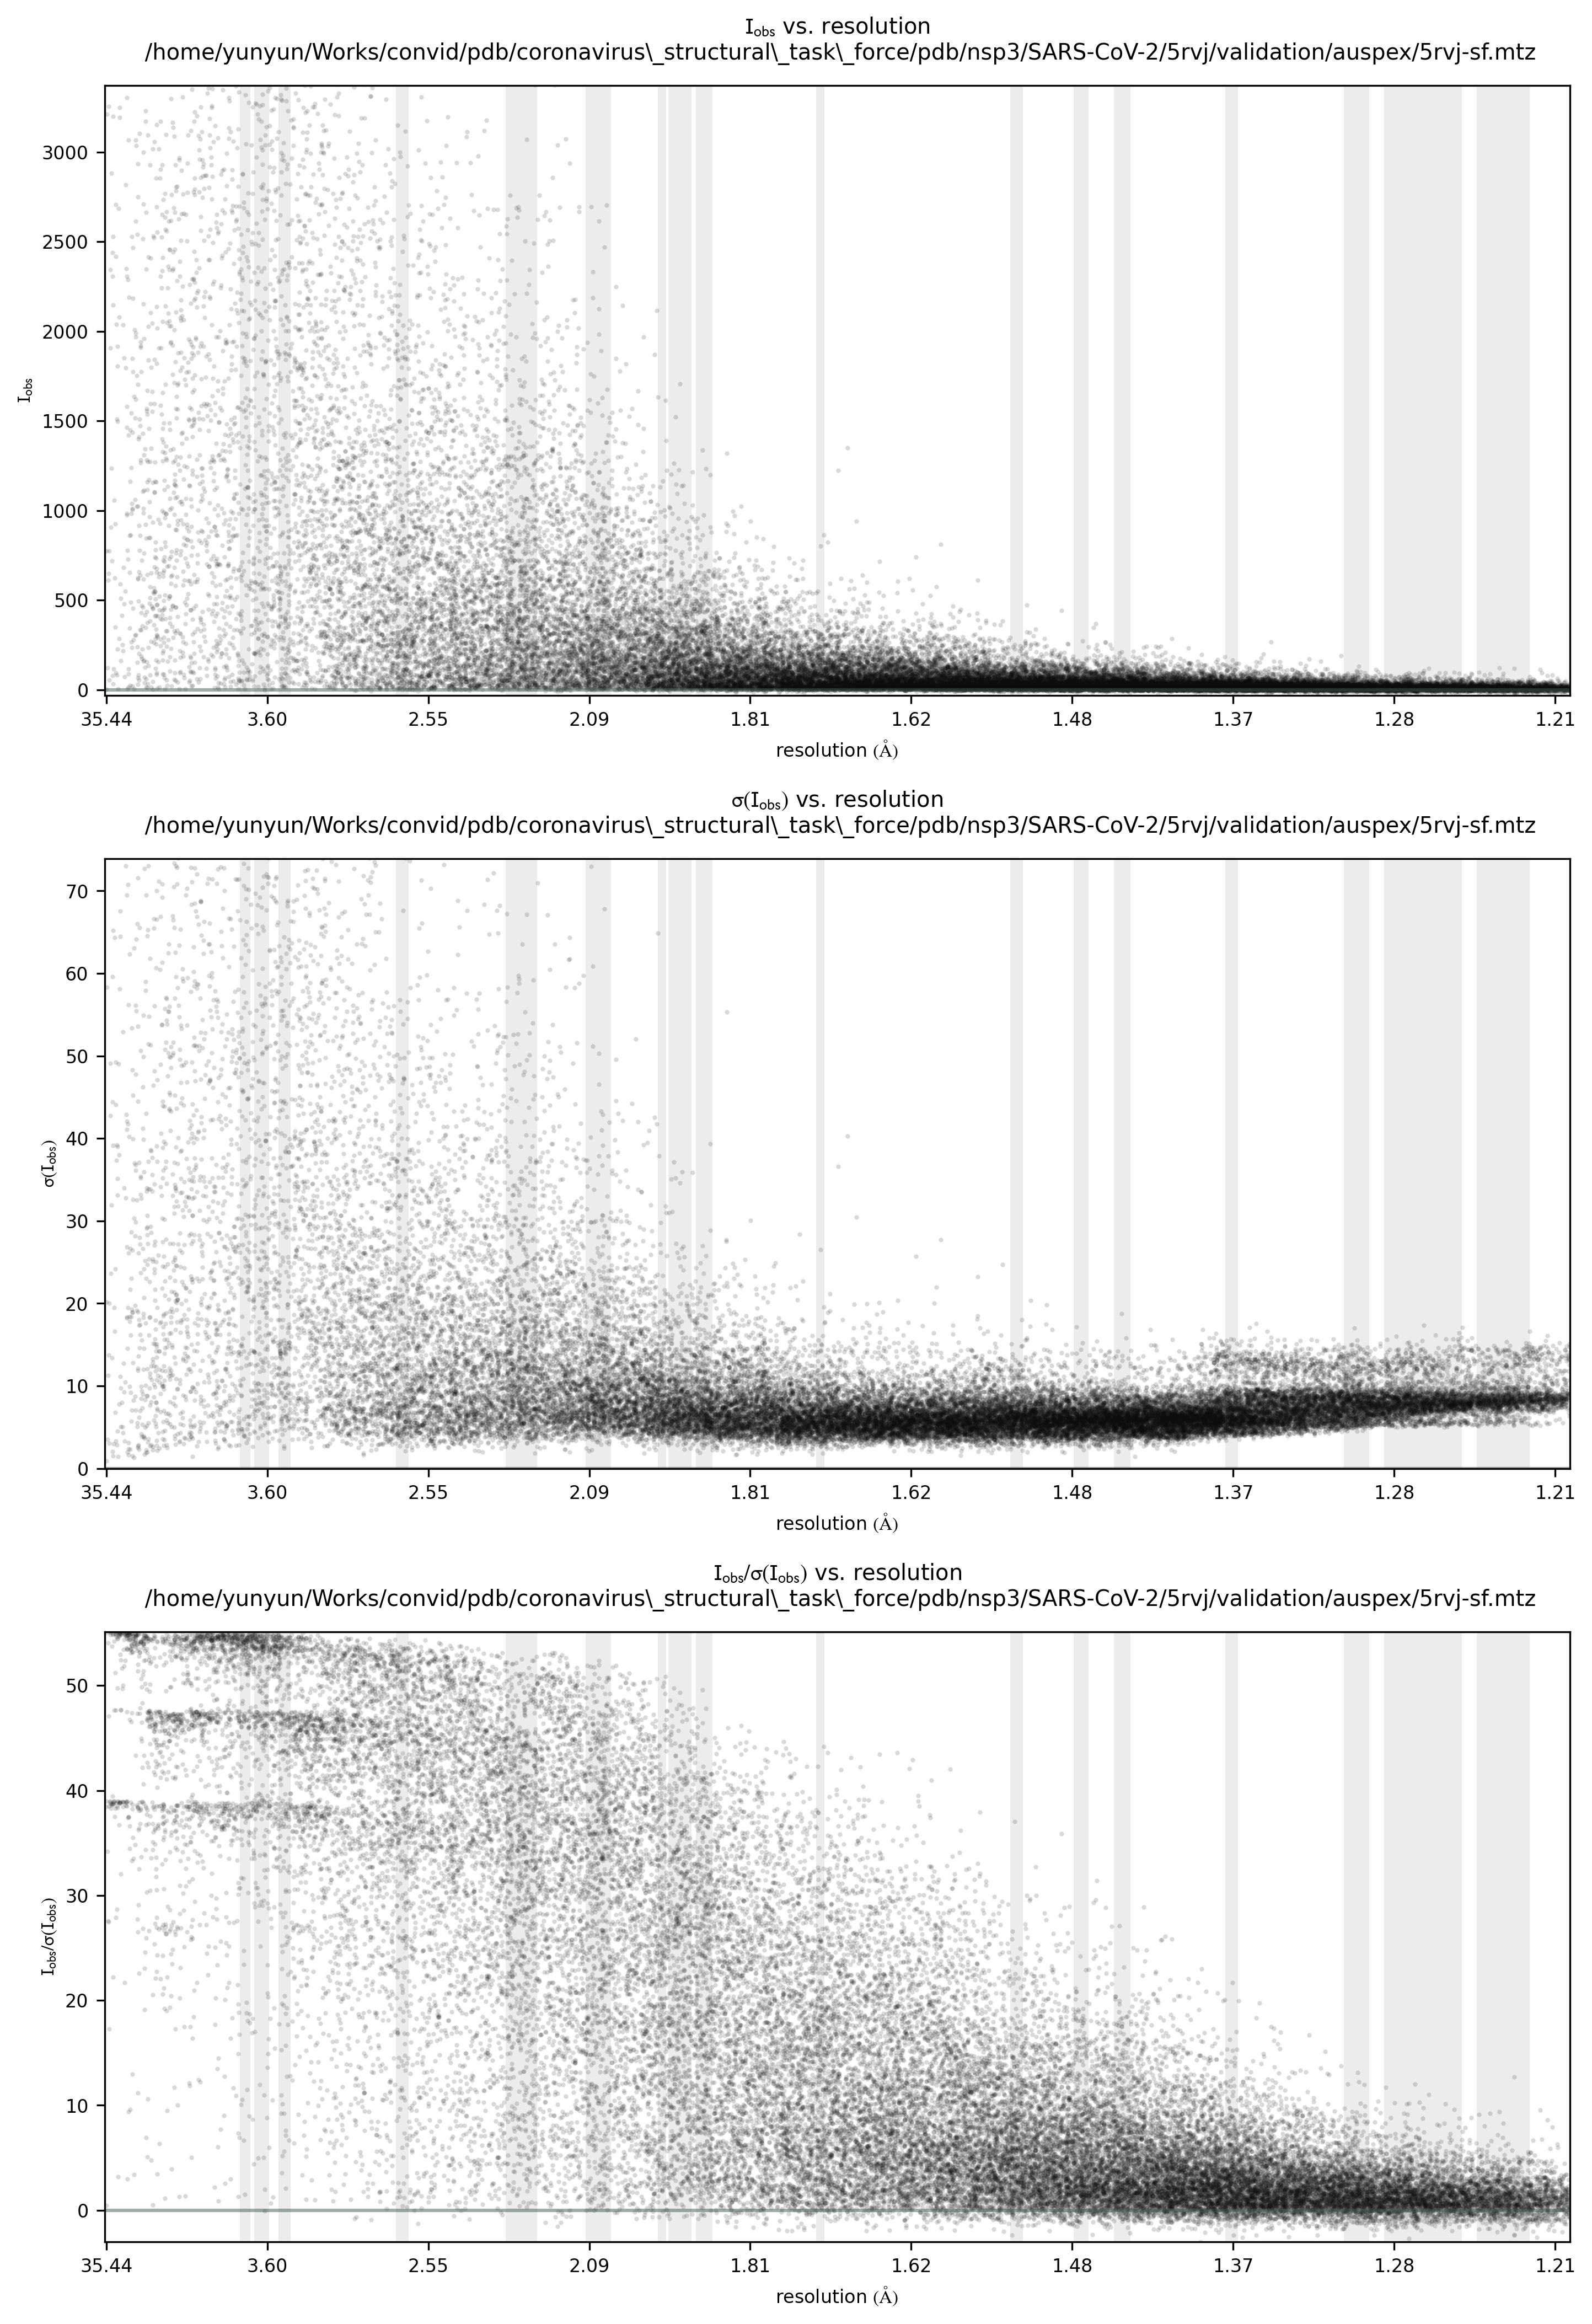 I_obs vs. resolution
/home/yunyun/Works/convid/pdb/coronavirus\_structural\_task\_force/pdb/nsp3/SARS-CoV-2/5rvj/validation/auspex/5rvj-sf.mtz
3000
2500
2000
1500
1000
500
0
I_obs
35.44 3.60 2.55 2.09 1.81 1.62 1.48 1.37 1.28 1.21
resolution (Å)
σ(I_obs) vs. resolution
/home/yunyun/Works/convid/pdb/coronavirus\_structural\_task\_force/pdb/nsp3/SARS-CoV-2/5rvj/validation/auspex/5rvj-sf.mtz
70
60
50
40
30
20
10
0
σ(I_obs)
35.44 3.60 2.55 2.09 1.81 1.62 1.48 1.37 1.28 1.21
resolution (Å)
I_obs/σ(I_obs) vs. resolution
/home/yunyun/Works/convid/pdb/coronavirus\_structural\_task\_force/pdb/nsp3/SARS-CoV-2/5rvj/validation/auspex/5rvj-sf.mtz
50
40
30
20
10
0
I_obs/σ(I_obs)
35.44 3.60 2.55 2.09 1.81 1.62 1.48 1.37 1.28 1.21
resolution (Å)